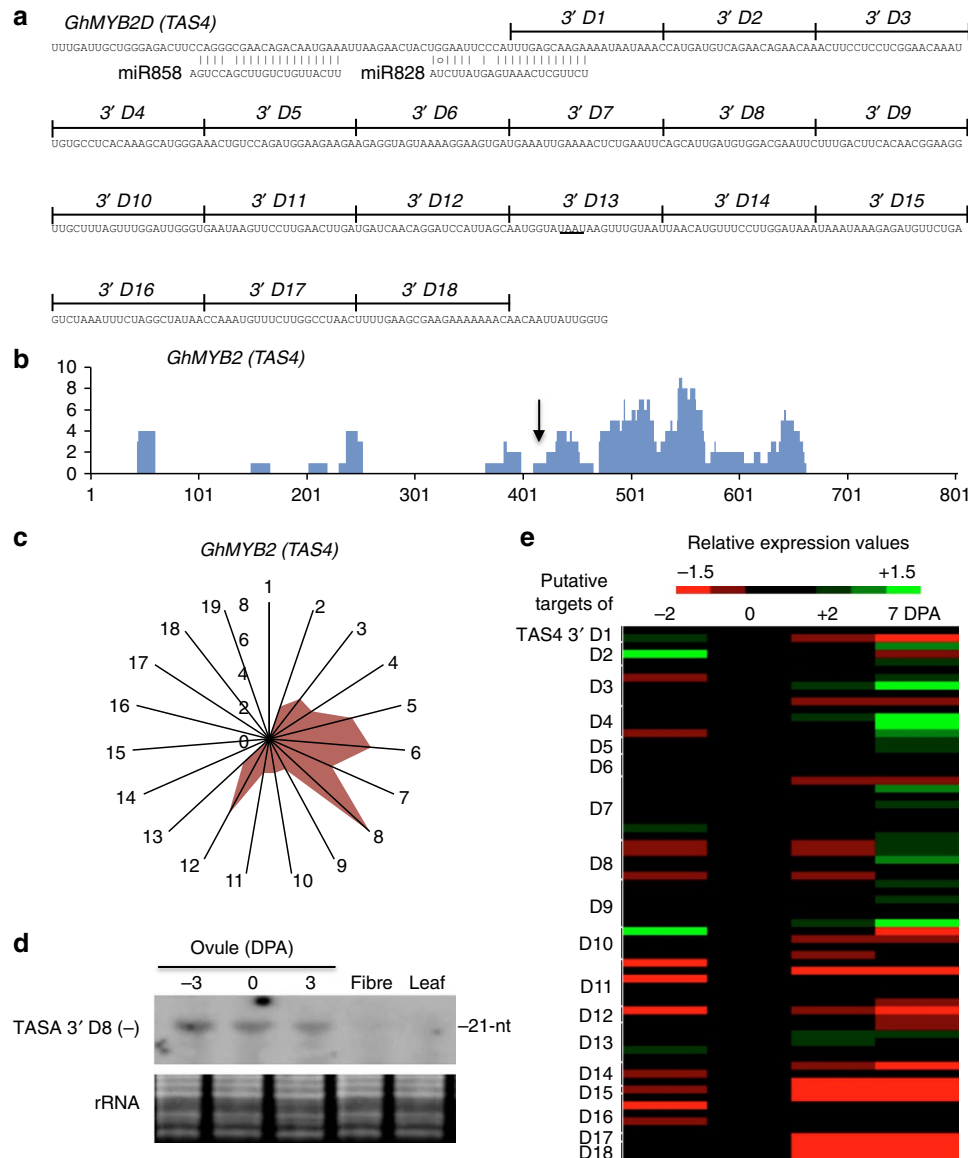 a
GhMYB2D (TAS4)
3′ D1 3′ D2 3′ D3
UUUGAUUGCUGGGAGACUUCCAGGGCGAACAGACAAUGAAAUUAAGAACUACUGGAAUUCCCAUUUGAGCAAGAAAAUAAUAAACCAUGAUGUCAGAACAGAACAAACUUCCUCCUCGGAACAAAU
miR858 AGUCCAGCUUGUCUGUUACUU miR828 AUCUUAUGAGUAAACUCGUUCU
3′ D4 3′ D5 3′ D6 3′ D7 3′ D8 3′ D9
UGUGCCUCACAAAGCAUGGGAAACUGUCCAGAUGGAAGAAGAAGAGGUAGUAAAAGGAAGUGAUGAAAUUGAAAACUCUGAAUUCAGCAUUGAUGUGGACGAAUUCUUUGACUUCACAACGGAAGG
3′ D10 3′ D11 3′ D12 3′ D13 3′ D14 3′ D15
UUGCUUUAGUUUGGAUUGGGUGAAUAAGUUCCUUGAACUUGAUGAUCAACAGGAUCCAUUAGCAAUGGUAUAAUAAGUUUGUAAUUAACAUGUUUCCUUGGAUAAAUAAAUAAAGAGAUGUUCUGA
3′ D16 3′ D17 3′ D18
GUCUAAAUUUCUAGGCUAUAACCAAAUGUUUCUUGGCCUAACUUUUGAAGCGAAGAAAAAAACAACAAUUAUUGGUG
b
GhMYB2 (TAS4)
10
8
6
4
2
0
1 101 201 301 401 501 601 701 801
c
GhMYB2 (TAS4)
1
2
3
4
5
6
7
8
9
10
11
12
13
14
15
16
17
18
19
8
6
4
2
0
d
Ovule (DPA)
−3 0 3 Fibre Leaf
TASA 3′ D8 (−)
–21-nt
rRNA
e
Relative expression values
−1.5 +1.5
Putative
targets of
−2 0 +2 7 DPA
TAS4 3′ D1
D2
D3
D4
D5
D6
D7
D8
D9
D10
D11
D12
D13
D14
D15
D16
D17
D18